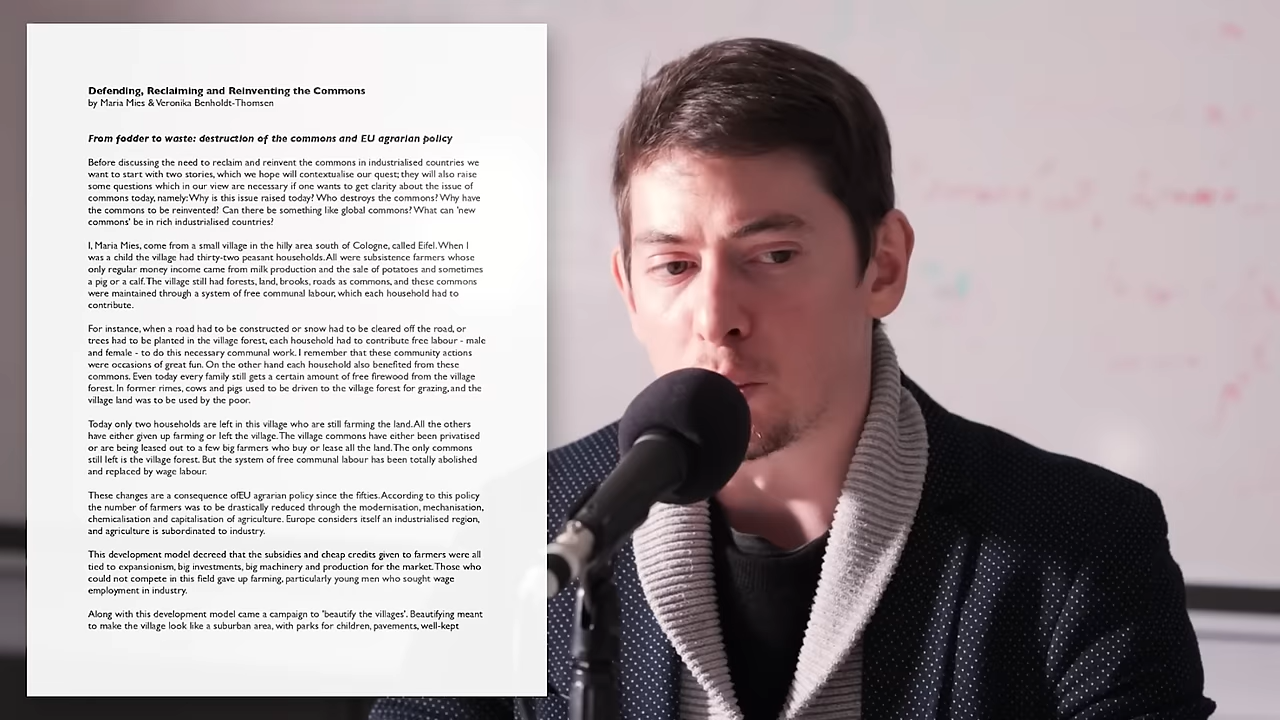 Defending, Reclaiming and Reinventing the Commons
by Maria Mies & Veronika Benholdt-Thomsen
From fodder to waste: destruction of the commons and EU agrarian policy
Before discussing the need to reclaim and reinvent the commons in industrialised countries we
want to start with two stories, which we hope will contextualise our quest; they will also raise
some questions which in our view are necessary if one wants to get clarity about the issue of
commons today, namely: Why is this issue raised today? Who destroys the commons? Why have
the commons to be reinvented? Can there be something like global commons? What can 'new
commons' be in rich industrialised countries?
I, Maria Mies, come from a small village in the hilly area south of Cologne, called Eifel. When I
was a child the village had thirty-two peasant households. All were subsistence farmers whose
only regular money income came from milk production and the sale of potatoes and sometimes
a pig or a calf. The village still had forests, land, brooks, roads as commons, and these commons
were maintained through a system of free communal labour, which each household had to
contribute.
For instance, when a road had to be constructed or snow had to be cleared off the road, or
trees had to be planted in the village forest, each household had to contribute free labour - male
and female - to do this necessary communal work. I remember that these community actions
were occasions of great fun. On the other hand each household also benefited from these
commons. Even today every family still gets a certain amount of free firewood from the village
forest. In former rimes, cows and pigs used to be driven to the village forest for grazing, and the
village land was to be used by the poor.
Today only two households are left in this village who are still farming the land. All the others
have either given up farming or left the village. The village commons have either been privatised
or are being leased out to a few big farmers who buy or lease all the land. The only commons
still left is the village forest. But the system of free communal labour has been totally abolished
and replaced by wage labour.
These changes are a consequence ofEU agrarian policy since the fifties. According to this policy
the number of farmers was to be drastically reduced through the modernisation, mechanisation,
chemicalisation and capitalisation of agriculture. Europe considers itself an industrialised region,
and agriculture is subordinated to industry.
This development model decreed that the subsidies and cheap credits given to farmers were all
tied to expansionism, big investments, big machinery and production for the market. Those who
could not compete in this field gave up farming, particularly young men who sought wage
employment in industry.
Along with this development model came a campaign to 'beautify the villages'. Beautifying meant
to make the village look like a suburban area, with parks for children, pavements, well-kept